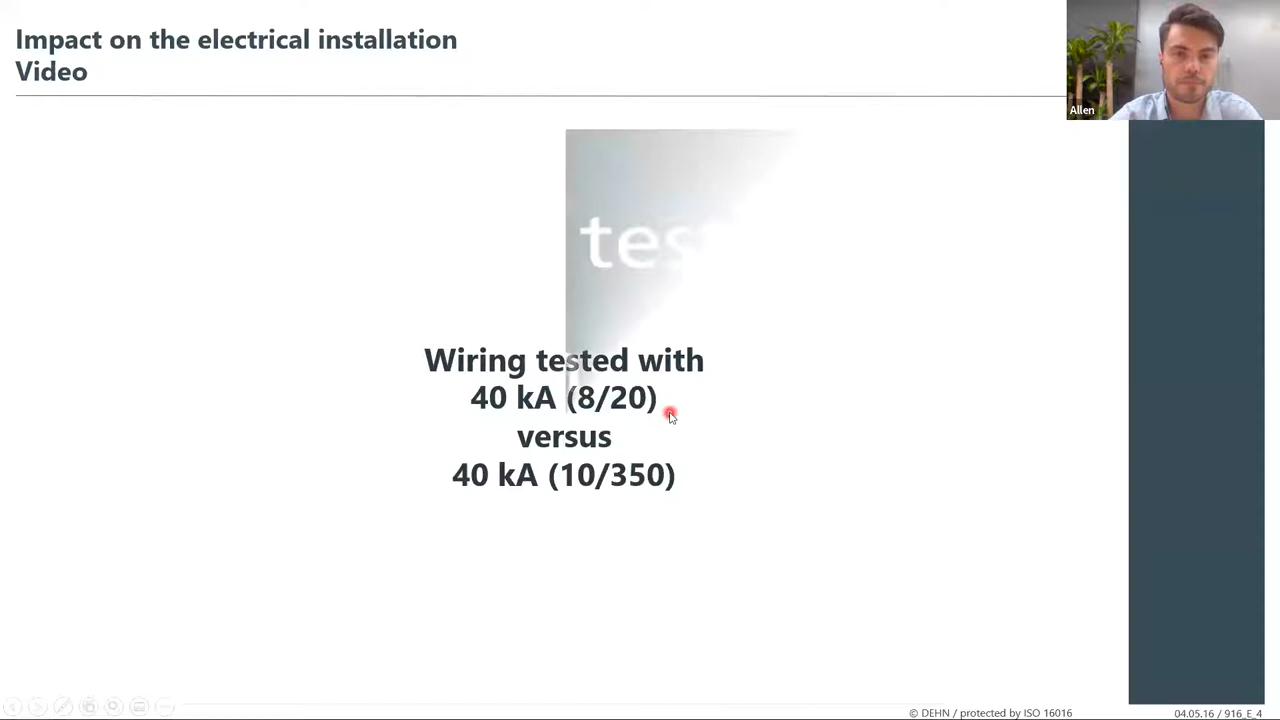 Impact on the electrical installation
Video
Allen
tes
Wiring tested with
40 kA (8/20)
versus
40 kA (10/350)
© DEHN / protected by ISO 16016
04.05.16 / 916_E_4